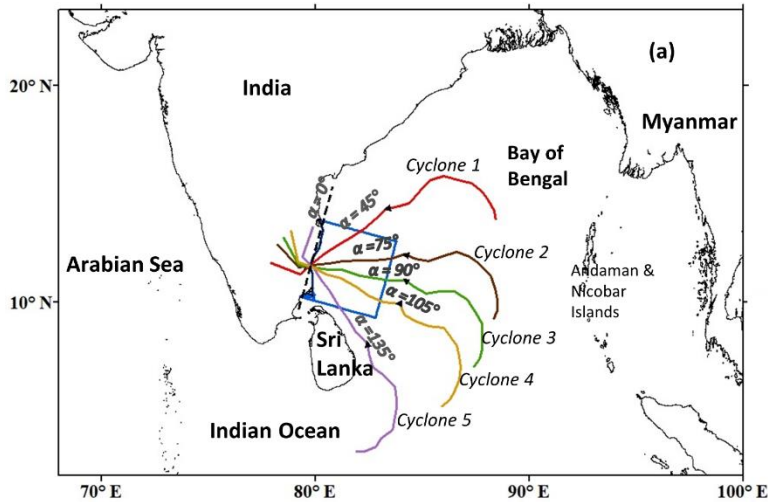 (a)
20° N
India
Myanmar
Cyclone 1
Bay of
Bengal
α = 0°
α = 45°
α =75°
Cyclone 2
Arabian Sea
α = 90°
Andaman &
Nicobar
Islands
α =105°
10° N
α =135°
Cyclone 3
Sri
Lanka
Cyclone 4
Cyclone 5
Indian Ocean
70° E
80° E
90° E
100° E